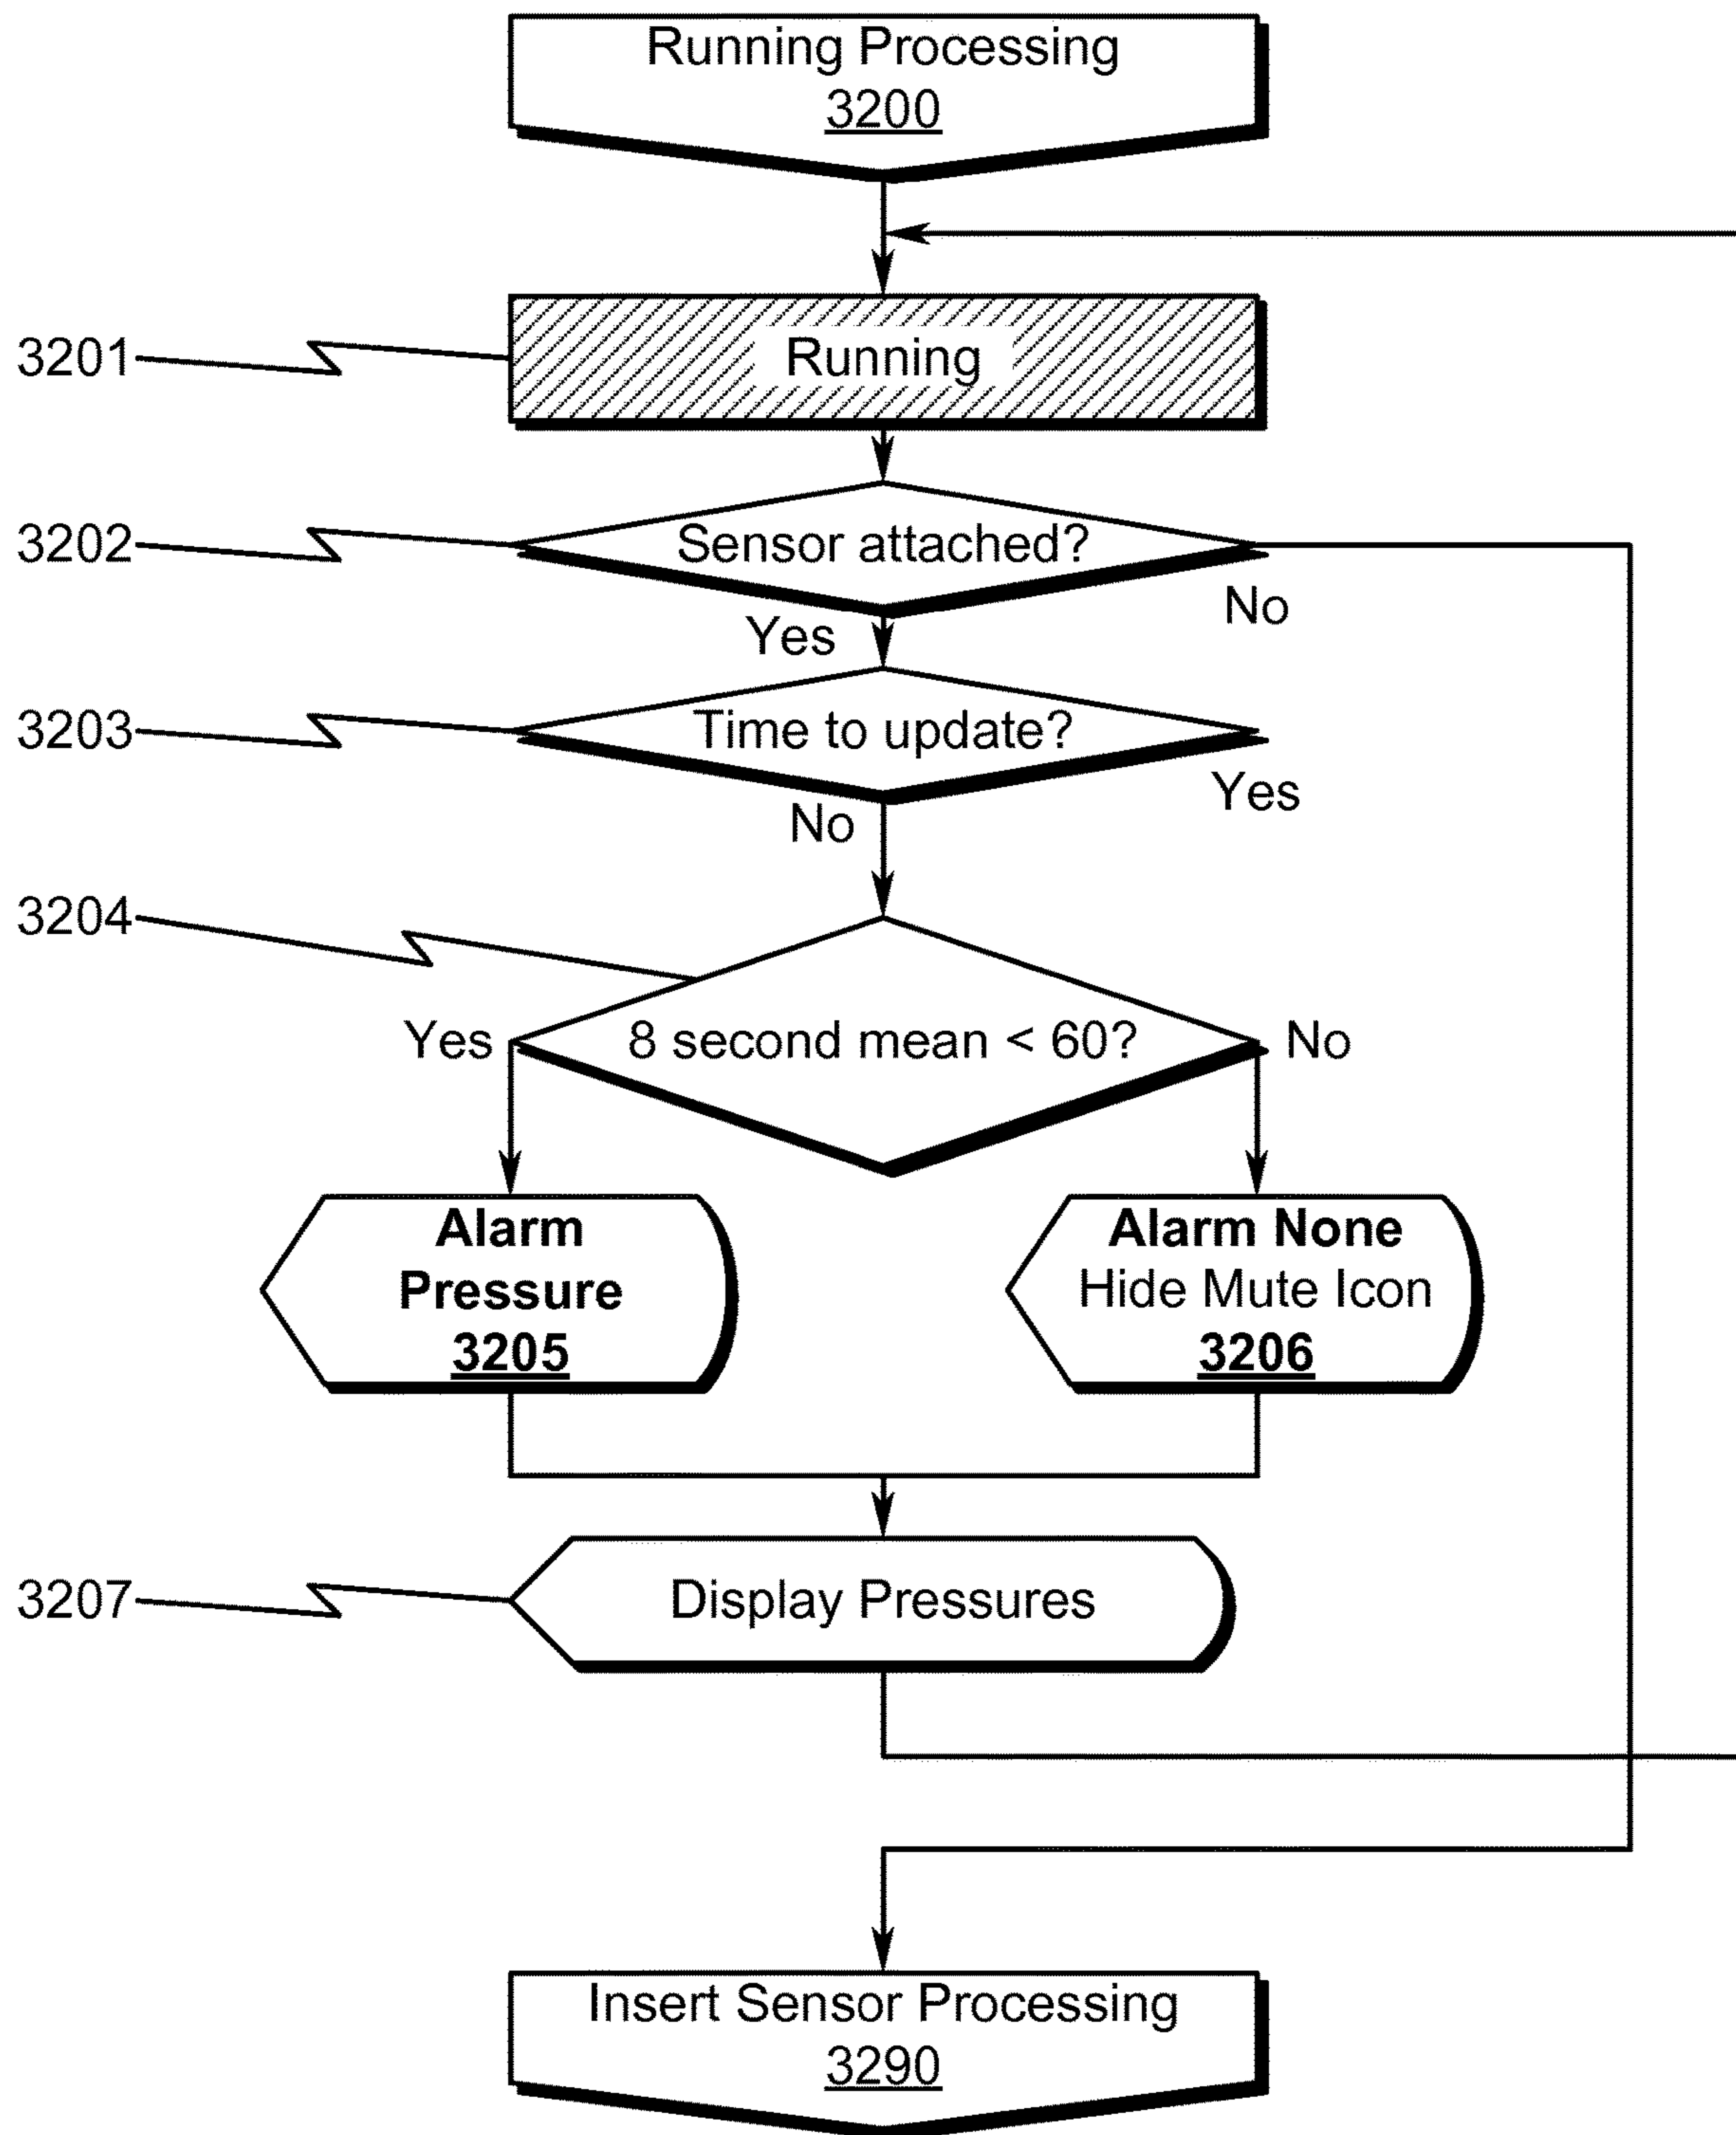 Running Processing
3200
3201
Running
3202
Sensor attached?
No
Yes
3203
Time to update?
Yes
No
3204
Yes
8 second mean < 60?
No
Alarm
Pressure
3205
Alarm None
Hide Mute Icon
3206
3207
Display Pressures
Insert Sensor Processing
3290